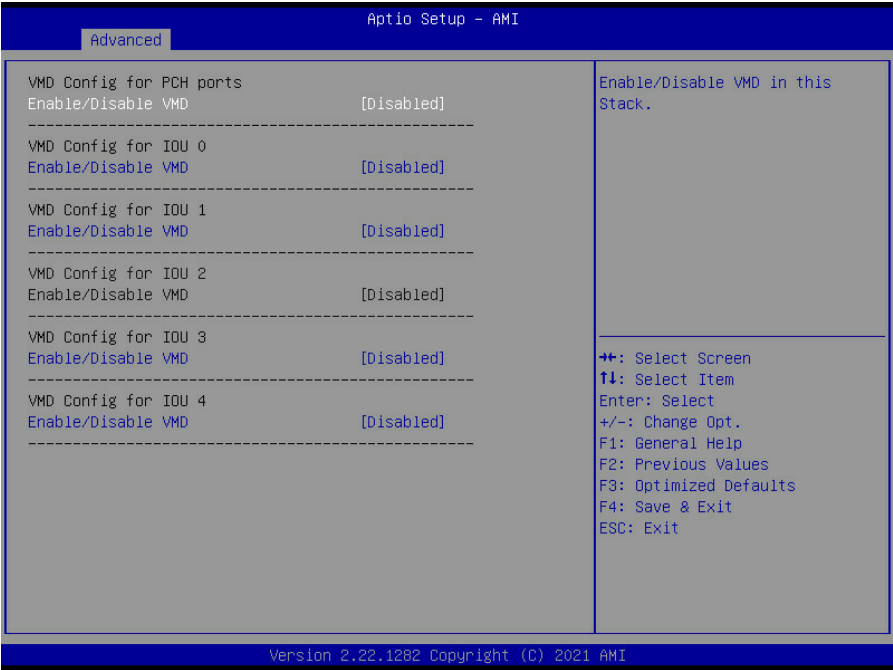 Aptio Setup – AMI
Advanced
VMD Config for PCH ports
Enable/Disable VMD [Disabled]
------------------------------------------------
VMD Config for IOU 0
Enable/Disable VMD [Disabled]
------------------------------------------------
VMD Config for IOU 1
Enable/Disable VMD [Disabled]
------------------------------------------------
VMD Config for IOU 2
Enable/Disable VMD [Disabled]
------------------------------------------------
VMD Config for IOU 3
Enable/Disable VMD [Disabled]
------------------------------------------------
VMD Config for IOU 4
Enable/Disable VMD [Disabled]
------------------------------------------------
Enable/Disable VMD in this
Stack.
→←: Select Screen
↑↓: Select Item
Enter: Select
+/-: Change Opt.
F1: General Help
F2: Previous Values
F3: Optimized Defaults
F4: Save & Exit
ESC: Exit
Version 2.22.1282 Copyright (C) 2021 AMI